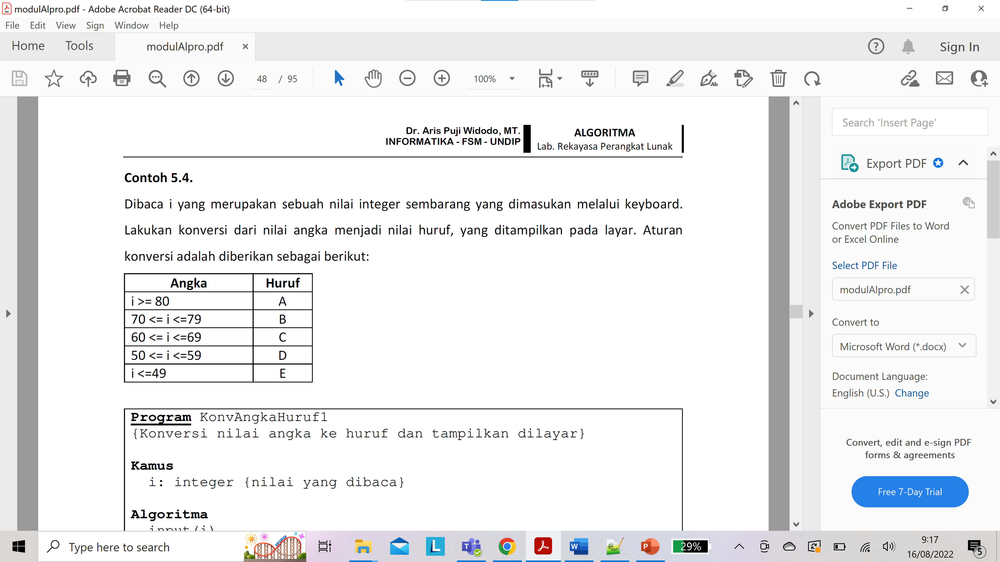 modulAlpro.pdf - Adobe Acrobat Reader DC (64-bit)
File Edit View Sign Window Help
Home Tools modulAlpro.pdf Sign In
48 / 95 100%
Dr. Aris Puji Widodo, MT.
INFORMATIKA - FSM - UNDIP
ALGORITMA
Lab. Rekayasa Perangkat Lunak
Contoh 5.4.
Dibaca i yang merupakan sebuah nilai integer sembarang yang dimasukan melalui keyboard.
Lakukan konversi dari nilai angka menjadi nilai huruf, yang ditampilkan pada layar. Aturan
konversi adalah diberikan sebagai berikut:
Angka Huruf
i >= 80 A
70 <= i <=79 B
60 <= i <=69 C
50 <= i <=59 D
i <=49 E
Program KonvAngkaHuruf1
{Konversi nilai angka ke huruf dan tampilkan dilayar}
Kamus
i: integer {nilai yang dibaca}
Algoritma
input(i)
Search 'Insert Page'
Export PDF
Adobe Export PDF
Convert PDF Files to Word
or Excel Online
Select PDF File
modulAlpro.pdf
Convert to
Microsoft Word (*.docx)
Document Language:
English (U.S.) Change
Convert, edit and e-sign PDF
forms & agreements
Free 7-Day Trial
Type here to search
29%
9:17
16/08/2022
5